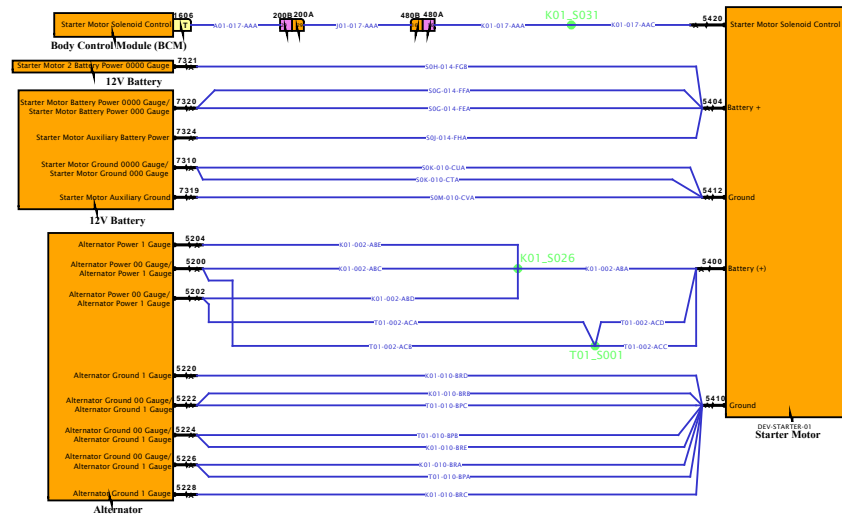 Starter Motor Solenoid Control 1606 T A01-017-AAA 200B 200A J01-017-AAA 480B 480A K01-017-AAA K01_S031 K01-017-AAC 5420 Starter Motor Solenoid Control
Body Control Module (BCM)
Starter Motor 2 Battery Power 0000 Gauge 7321 A S0H-014-FGB
12V Battery
Starter Motor Battery Power 0000 Gauge/ 7320 A S0G-014-FFA
Starter Motor Battery Power 000 Gauge S0G-014-FEA 5404 A Battery +
Starter Motor Auxiliary Battery Power 7324 A S0J-014-FHA
Starter Motor Ground 0000 Gauge/ 7310 A S0K-010-CUA
Starter Motor Ground 000 Gauge S0K-010-CTA
Starter Motor Auxiliary Ground 7319 A S0M-010-CVA 5412 A Ground
12V Battery
Alternator Power 1 Gauge 5204 A K01-002-ABE
Alternator Power 00 Gauge/ 5200 A K01-002-ABC K01_S026 K01-002-ABA 5400 A Battery (+)
Alternator Power 1 Gauge
Alternator Power 00 Gauge/ 5202 A K01-002-ABD
Alternator Power 1 Gauge
T01-002-ACA T01-002-ACD
T01-002-ACB T01_S001 T01-002-ACC
Alternator Ground 1 Gauge 5220 A K01-010-BRD
Alternator Ground 00 Gauge/ 5222 A K01-010-BRB
Alternator Ground 1 Gauge T01-010-BPC 5410 A Ground
Alternator Ground 00 Gauge/ 5224 A T01-010-BPB
Alternator Ground 1 Gauge K01-010-BRE
Alternator Ground 00 Gauge/ 5226 A K01-010-BRA
Alternator Ground 1 Gauge T01-010-BPA
Alternator Ground 1 Gauge 5228 A K01-010-BRC
Alternator
DEV-STARTER-01
Starter Motor